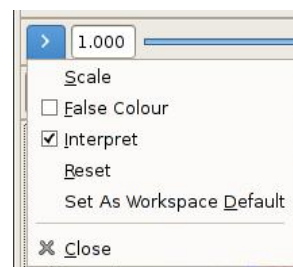 1.000
Scale
False Colour
Interpret
Reset
Set As Workspace Default
Close